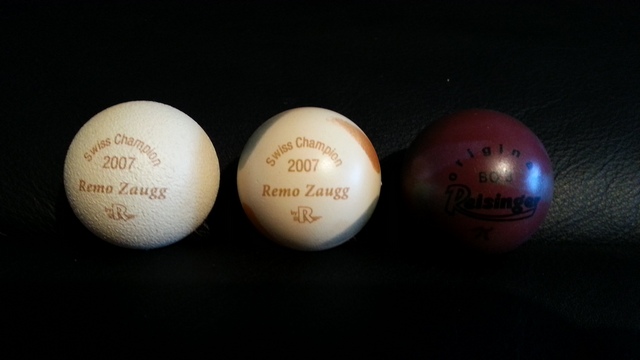 Swiss Champion
2007
Remo Zaugg
R
Swiss Champion
2007
Remo Zaugg
R
original
Reisinger